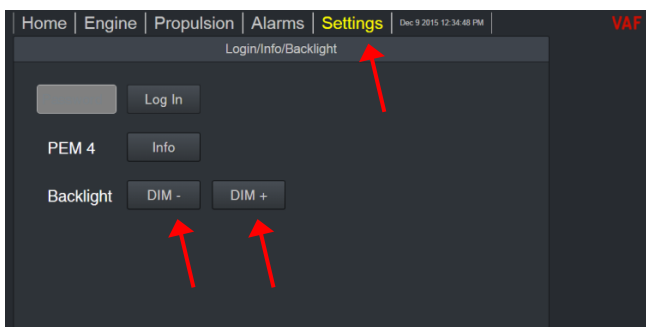 Home | Engine | Propulsion | Alarms | Settings | Dec 9 2015 12:34:48 PM | VAF
Login/Info/Backlight
Log In
PEM 4 Info
Backlight DIM - DIM +